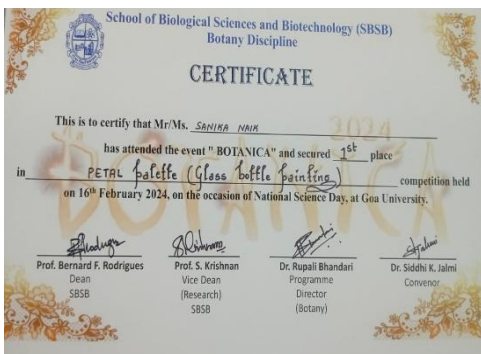 School of Biological Sciences and Biotechnology (SBSB)
Botany Discipline
CERTIFICATE
This is to certify that Mr/Ms. SANIKA NAIK
2024
has attended the event " BOTANICA" and secured 1st place
in PETAL palette (Glass bottle painting) competition held
BOTANICA
on 16th February 2024, on the occasion of National Science Day, at Goa University.
Prof. Bernard F. Rodrigues
Dean
SBSB
Prof. S. Krishnan
Vice Dean
(Research)
SBSB
Dr. Rupali Bhandari
Programme
Director
(Botany)
Dr. Siddhi K. Jalmi
Convenor